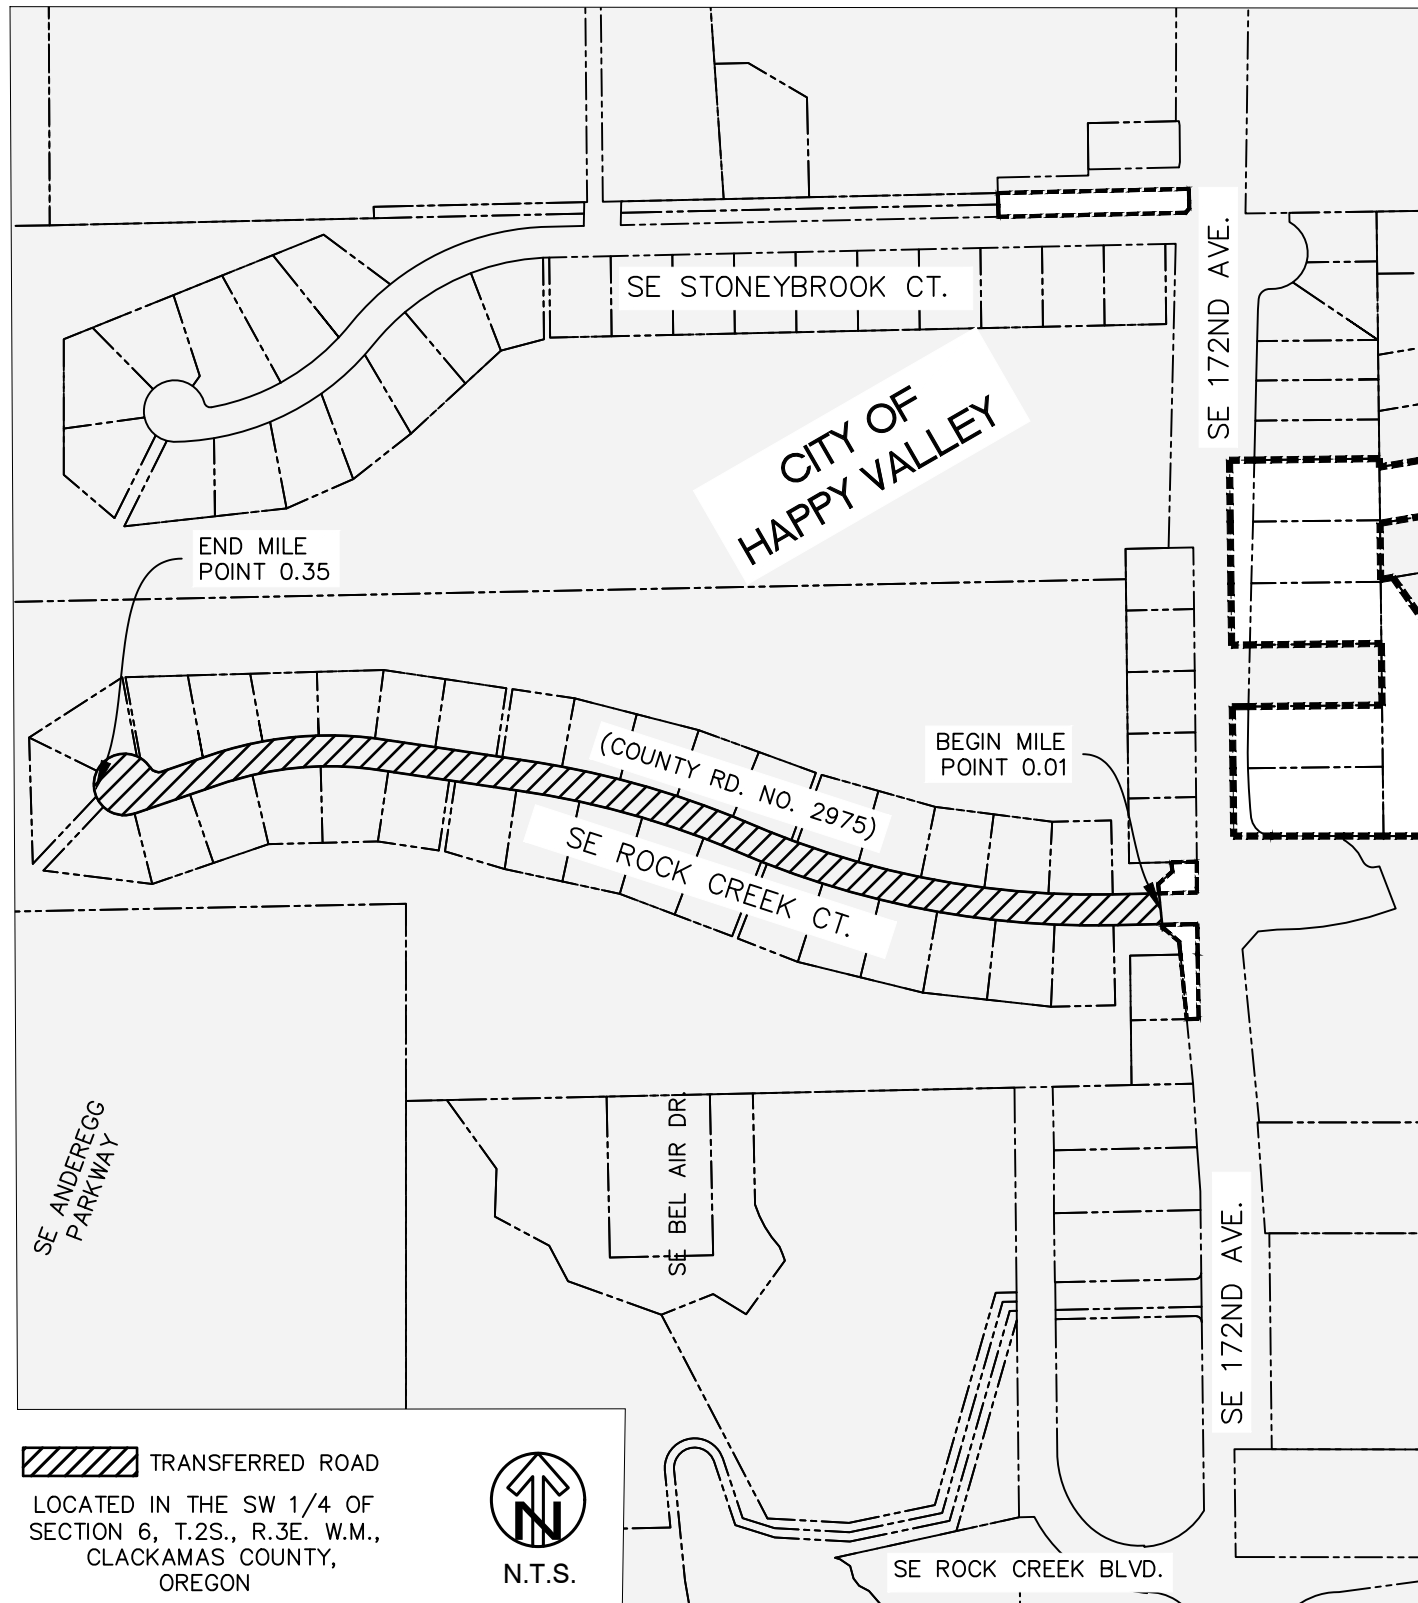 SE STONEYBROOK CT.
SE 172ND AVE.
CITY OF
HAPPY VALLEY
END MILE
POINT 0.35
(COUNTY RD. NO. 2975)
SE ROCK CREEK CT.
BEGIN MILE
POINT 0.01
SE ANDEREGG
PARKWAY
SE BEL AIR DR.
SE 172ND AVE.
TRANSFERRED ROAD
LOCATED IN THE SW 1/4 OF
SECTION 6, T.2S., R.3E. W.M.,
CLACKAMAS COUNTY,
OREGON
N
N.T.S.
SE ROCK CREEK BLVD.